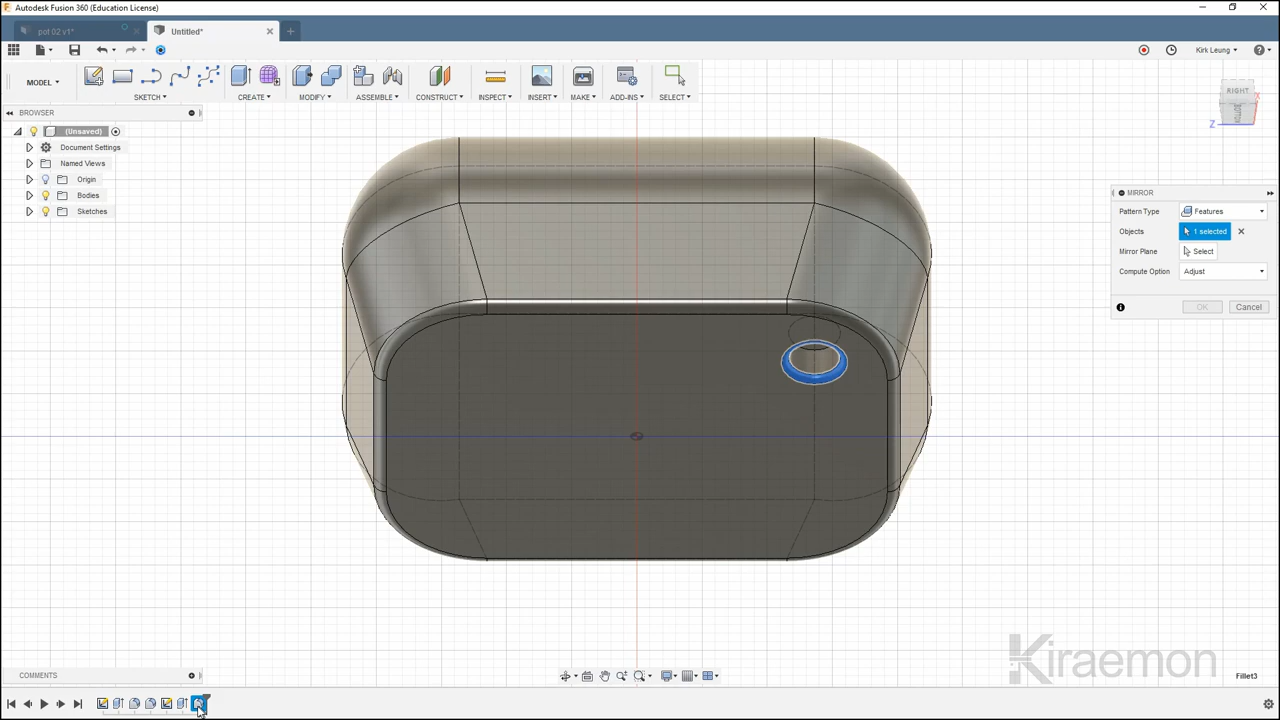 Autodesk Fusion 360 (Education License)
pot 02 v1*
Untitled*
Kirk Leung
MODEL
SKETCH
CREATE
MODIFY
ASSEMBLE
CONSTRUCT
INSPECT
INSERT
MAKE
ADD-INS
SELECT
BROWSER
(Unsaved)
Document Settings
Named Views
Origin
Bodies
Sketches
RIGHT
BOTTOM
X
Z
MIRROR
Pattern Type Features
Objects 1 selected
Mirror Plane Select
Compute Option Adjust
OK Cancel
Kiraemon
COMMENTS
Fillet3